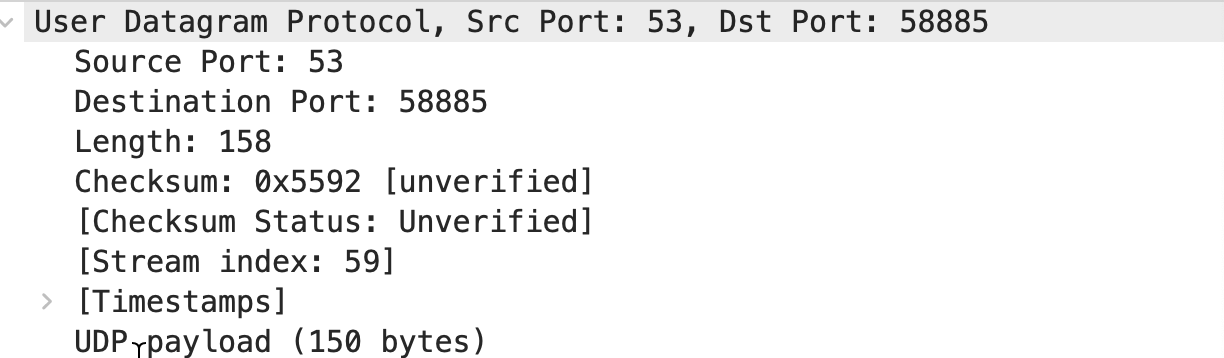 User Datagram Protocol, Src Port: 53, Dst Port: 58885
Source Port: 53
Destination Port: 58885
Length: 158
Checksum: 0x5592 [unverified]
[Checksum Status: Unverified]
[Stream index: 59]
[Timestamps]
UDP payload (150 bytes)